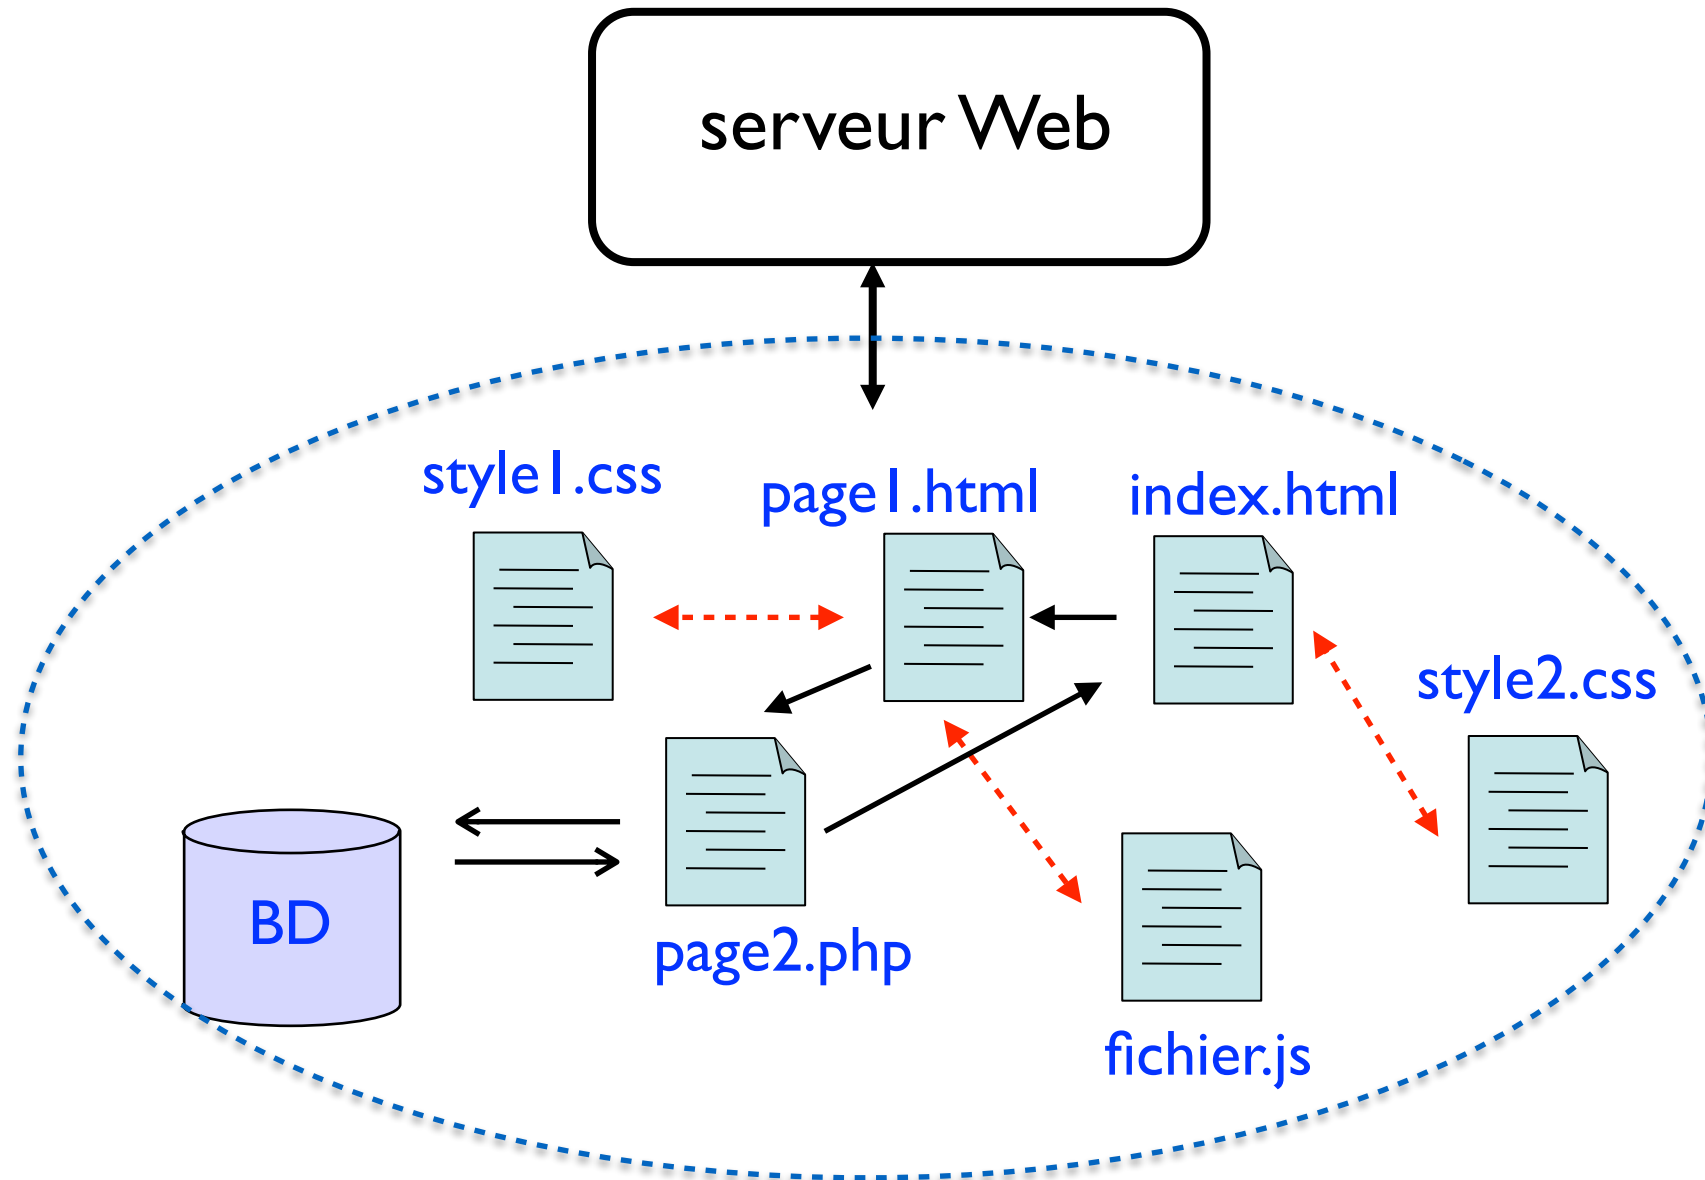 serveur Web
style1.css
page1.html
index.html
style2.css
BD
page2.php
fichier.js